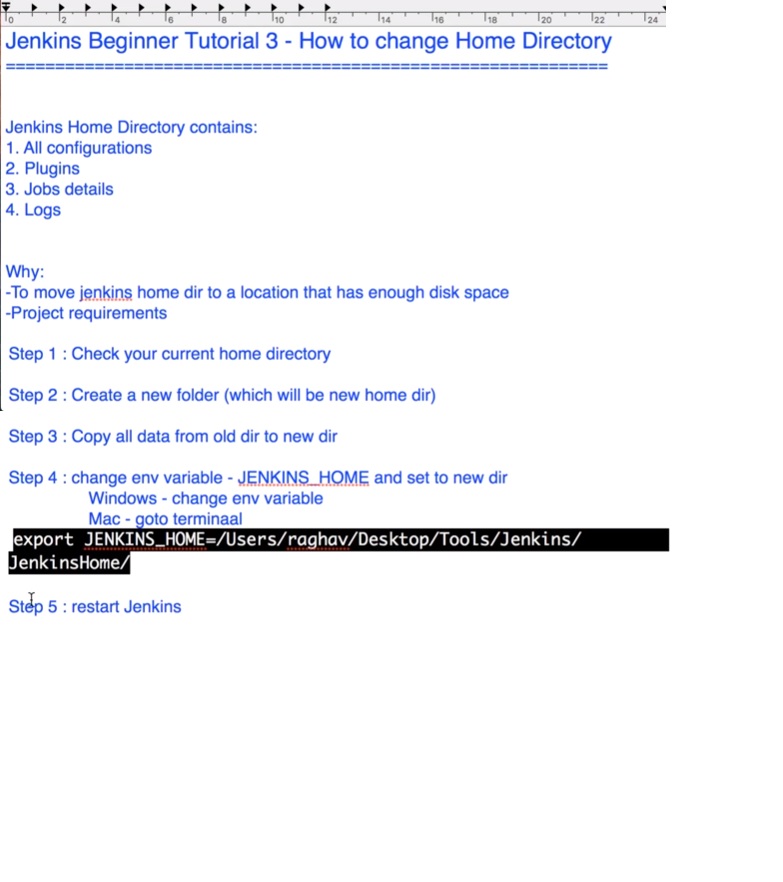 0 2 4 6 8 10 12 14 16 18 20 22 24
Jenkins Beginner Tutorial 3 - How to change Home Directory
=============================================================
Jenkins Home Directory contains:
1. All configurations
2. Plugins
3. Jobs details
4. Logs
Why:
-To move jenkins home dir to a location that has enough disk space
-Project requirements
Step 1 : Check your current home directory
Step 2 : Create a new folder (which will be new home dir)
Step 3 : Copy all data from old dir to new dir
Step 4 : change env variable - JENKINS_HOME and set to new dir
Windows - change env variable
Mac - goto terminaal
export JENKINS_HOME=/Users/raghav/Desktop/Tools/Jenkins/
JenkinsHome/
Step 5 : restart Jenkins